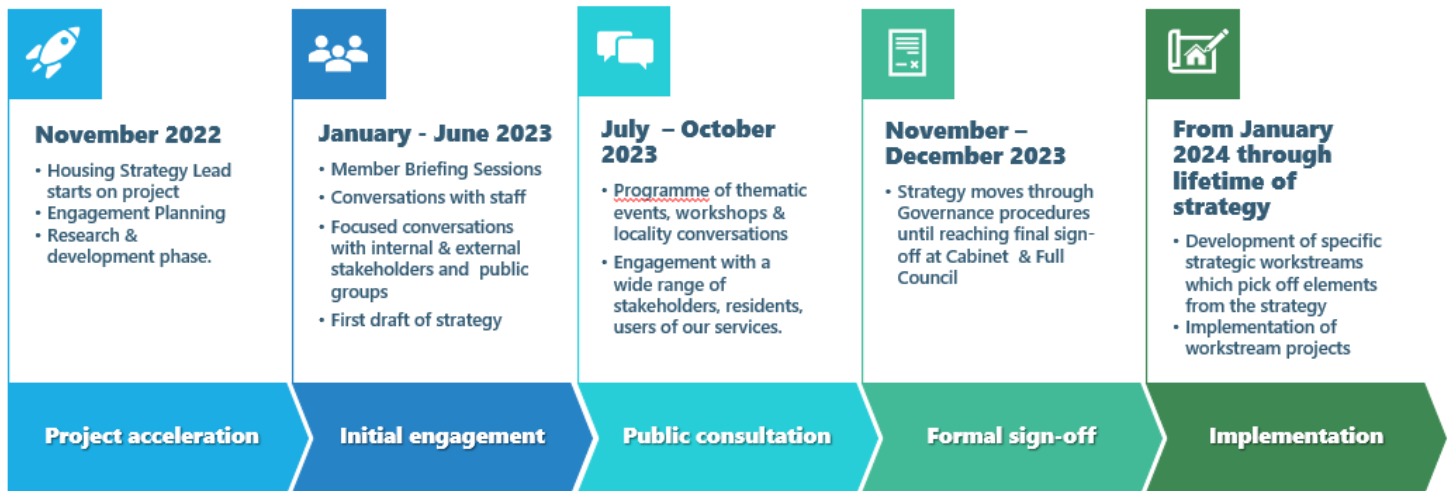 November 2022
• Housing Strategy Lead
starts on project
• Engagement Planning
• Research &
development phase.
January - June 2023
• Member Briefing Sessions
• Conversations with staff
• Focused conversations
with internal & external
stakeholders and  public
groups
• First draft of strategy
July  – October
2023
• Programme of thematic
events, workshops &
locality conversations
• Engagement with a
wide range of
stakeholders, residents,
users of our services.
November –
December 2023
• Strategy moves through
Governance procedures
until reaching final sign-
off at Cabinet  & Full
Council
From January
2024 through
lifetime of
strategy
• Development of specific
strategic workstreams
which pick off elements
from the strategy
• Implementation of
workstream projects
Project acceleration
Initial engagement
Public consultation
Formal sign-off
Implementation